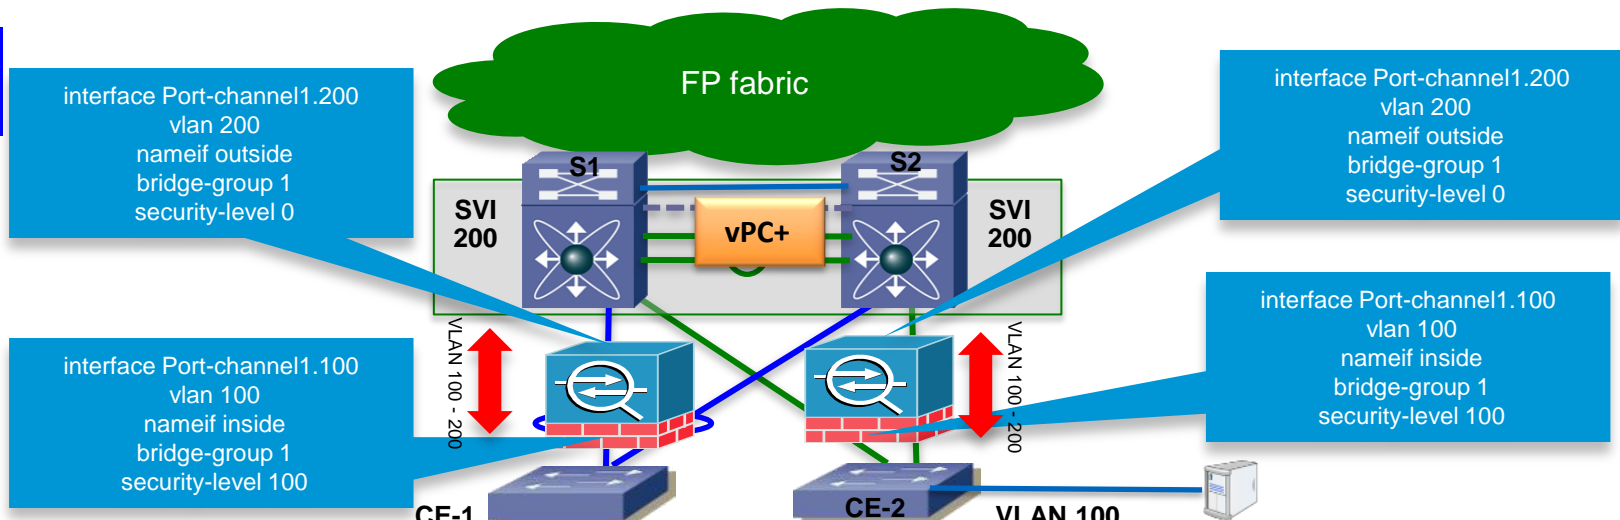 FP fabric
interface Port-channel1.200
vlan 200
nameif outside
bridge-group 1
security-level 0
interface Port-channel1.200
vlan 200
nameif outside
bridge-group 1
security-level 0
S1
S2
SVI
200
vPC+
SVI
200
interface Port-channel1.100
vlan 100
nameif inside
bridge-group 1
security-level 100
VLAN 100 - 200
VLAN 100 - 200
interface Port-channel1.100
vlan 100
nameif inside
bridge-group 1
security-level 100
CE-1
CE-2
VLAN 100